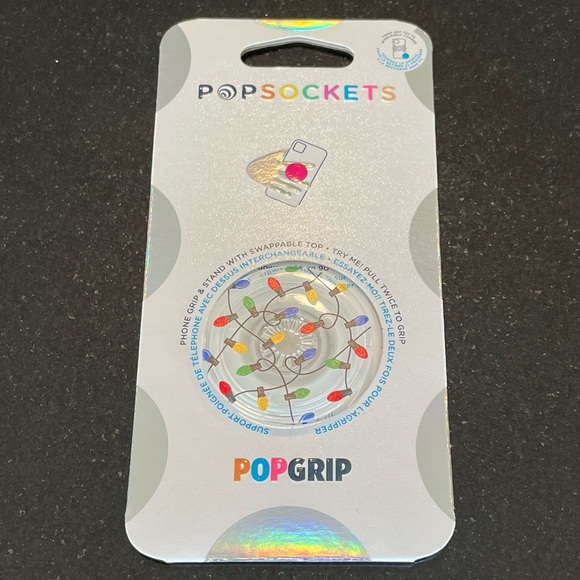 POPSOCKETS
PHONE GRIP & STAND WITH SWAPPABLE TOP • TRY ME! PULL TWICE TO GRIP
SUPPORT-POIGNÉE DE TÉLÉPHONE AVEC DESSUS INTERCHANGEABLE • ESSAYEZ-MOI! TIREZ-LE DEUX FOIS POUR L'AGRIPPER
POPGRIP